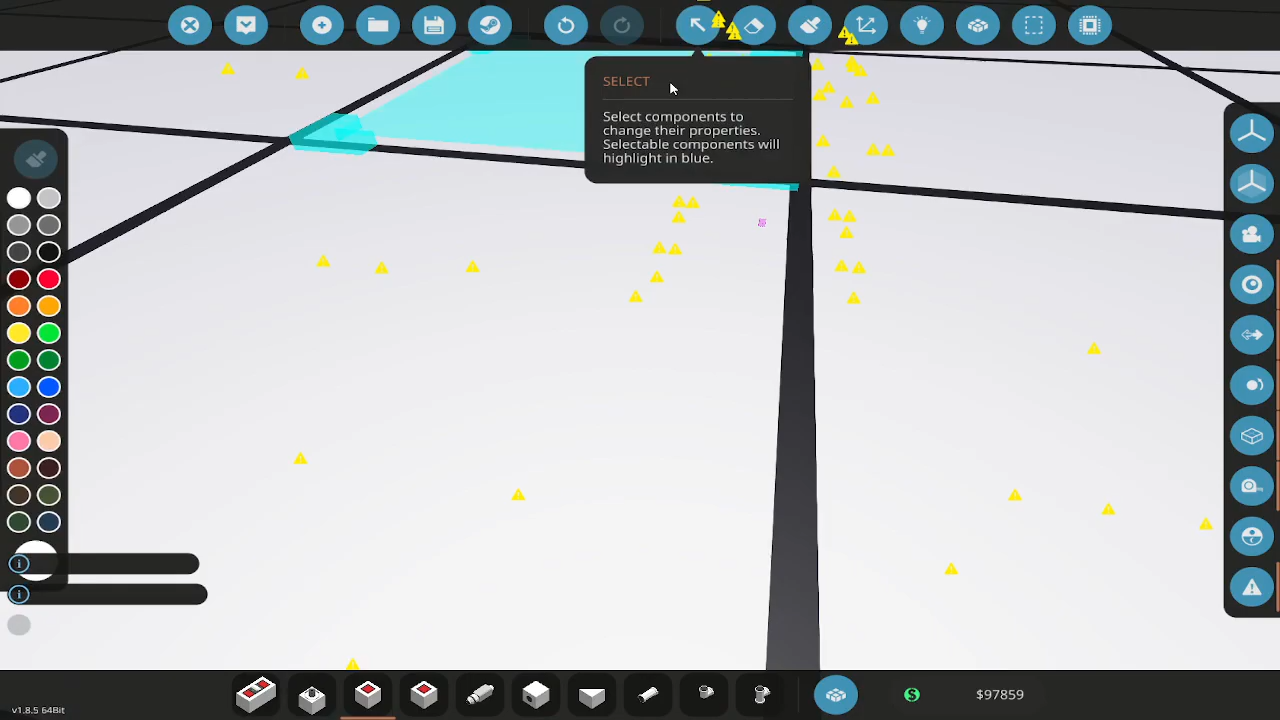 SELECT
Select components to
change their properties.
Selectable components will
highlight in blue.
$97859
v1.8.5 64Bit